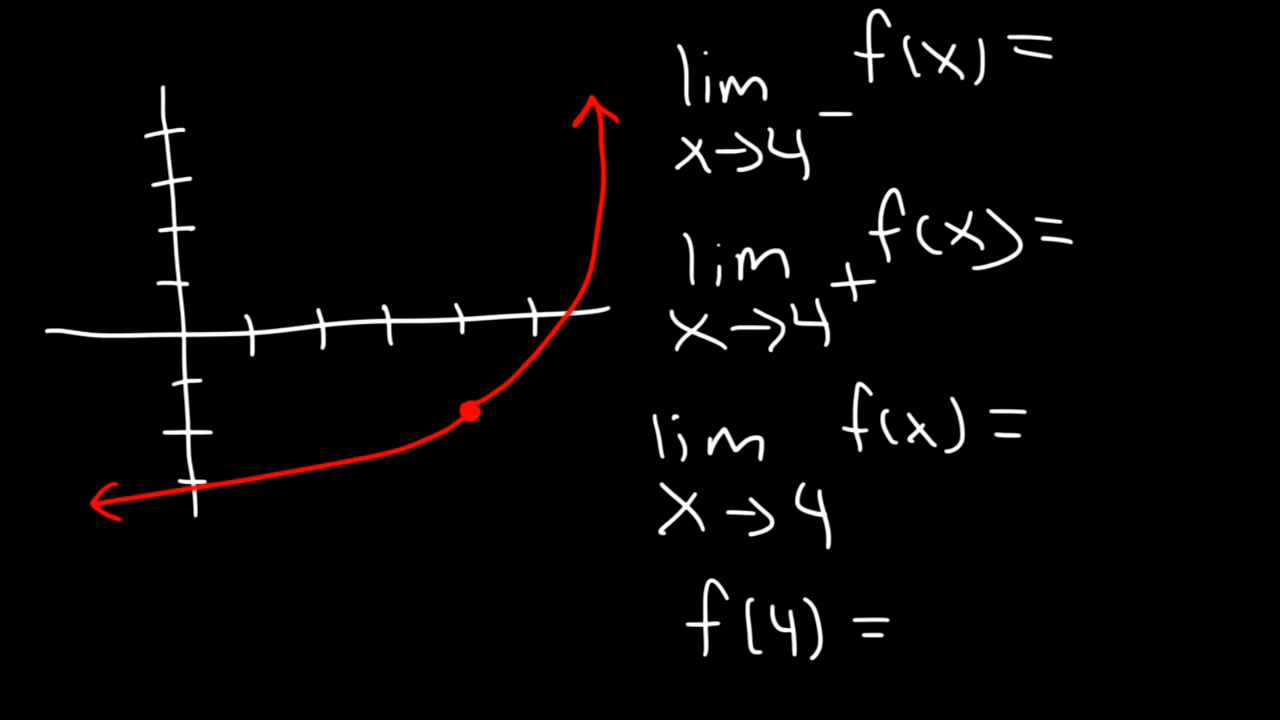 lim x→4⁻ f(x) =
lim x→4⁺ f(x) =
lim x→4 f(x) =
f(4) =